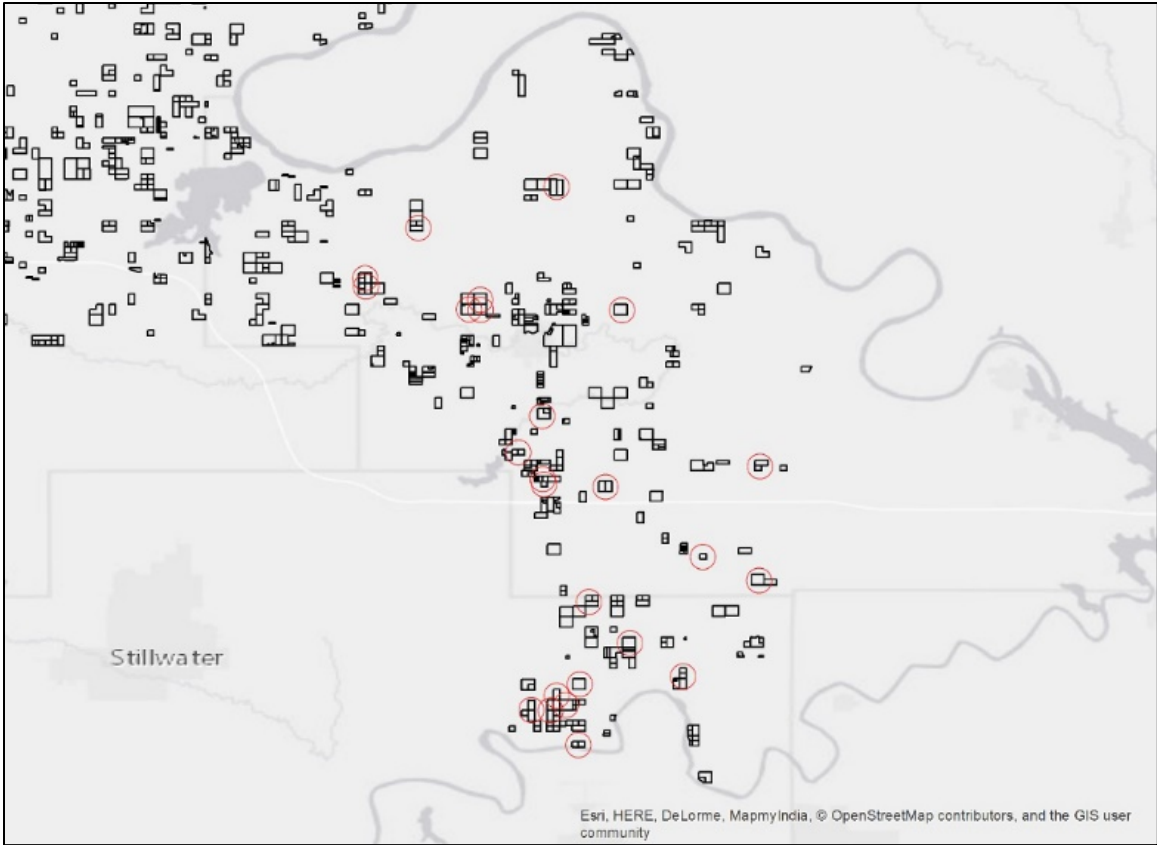 Stillwater
Esri, HERE, DeLorme, MapmyIndia, © OpenStreetMap contributors, and the GIS user
community